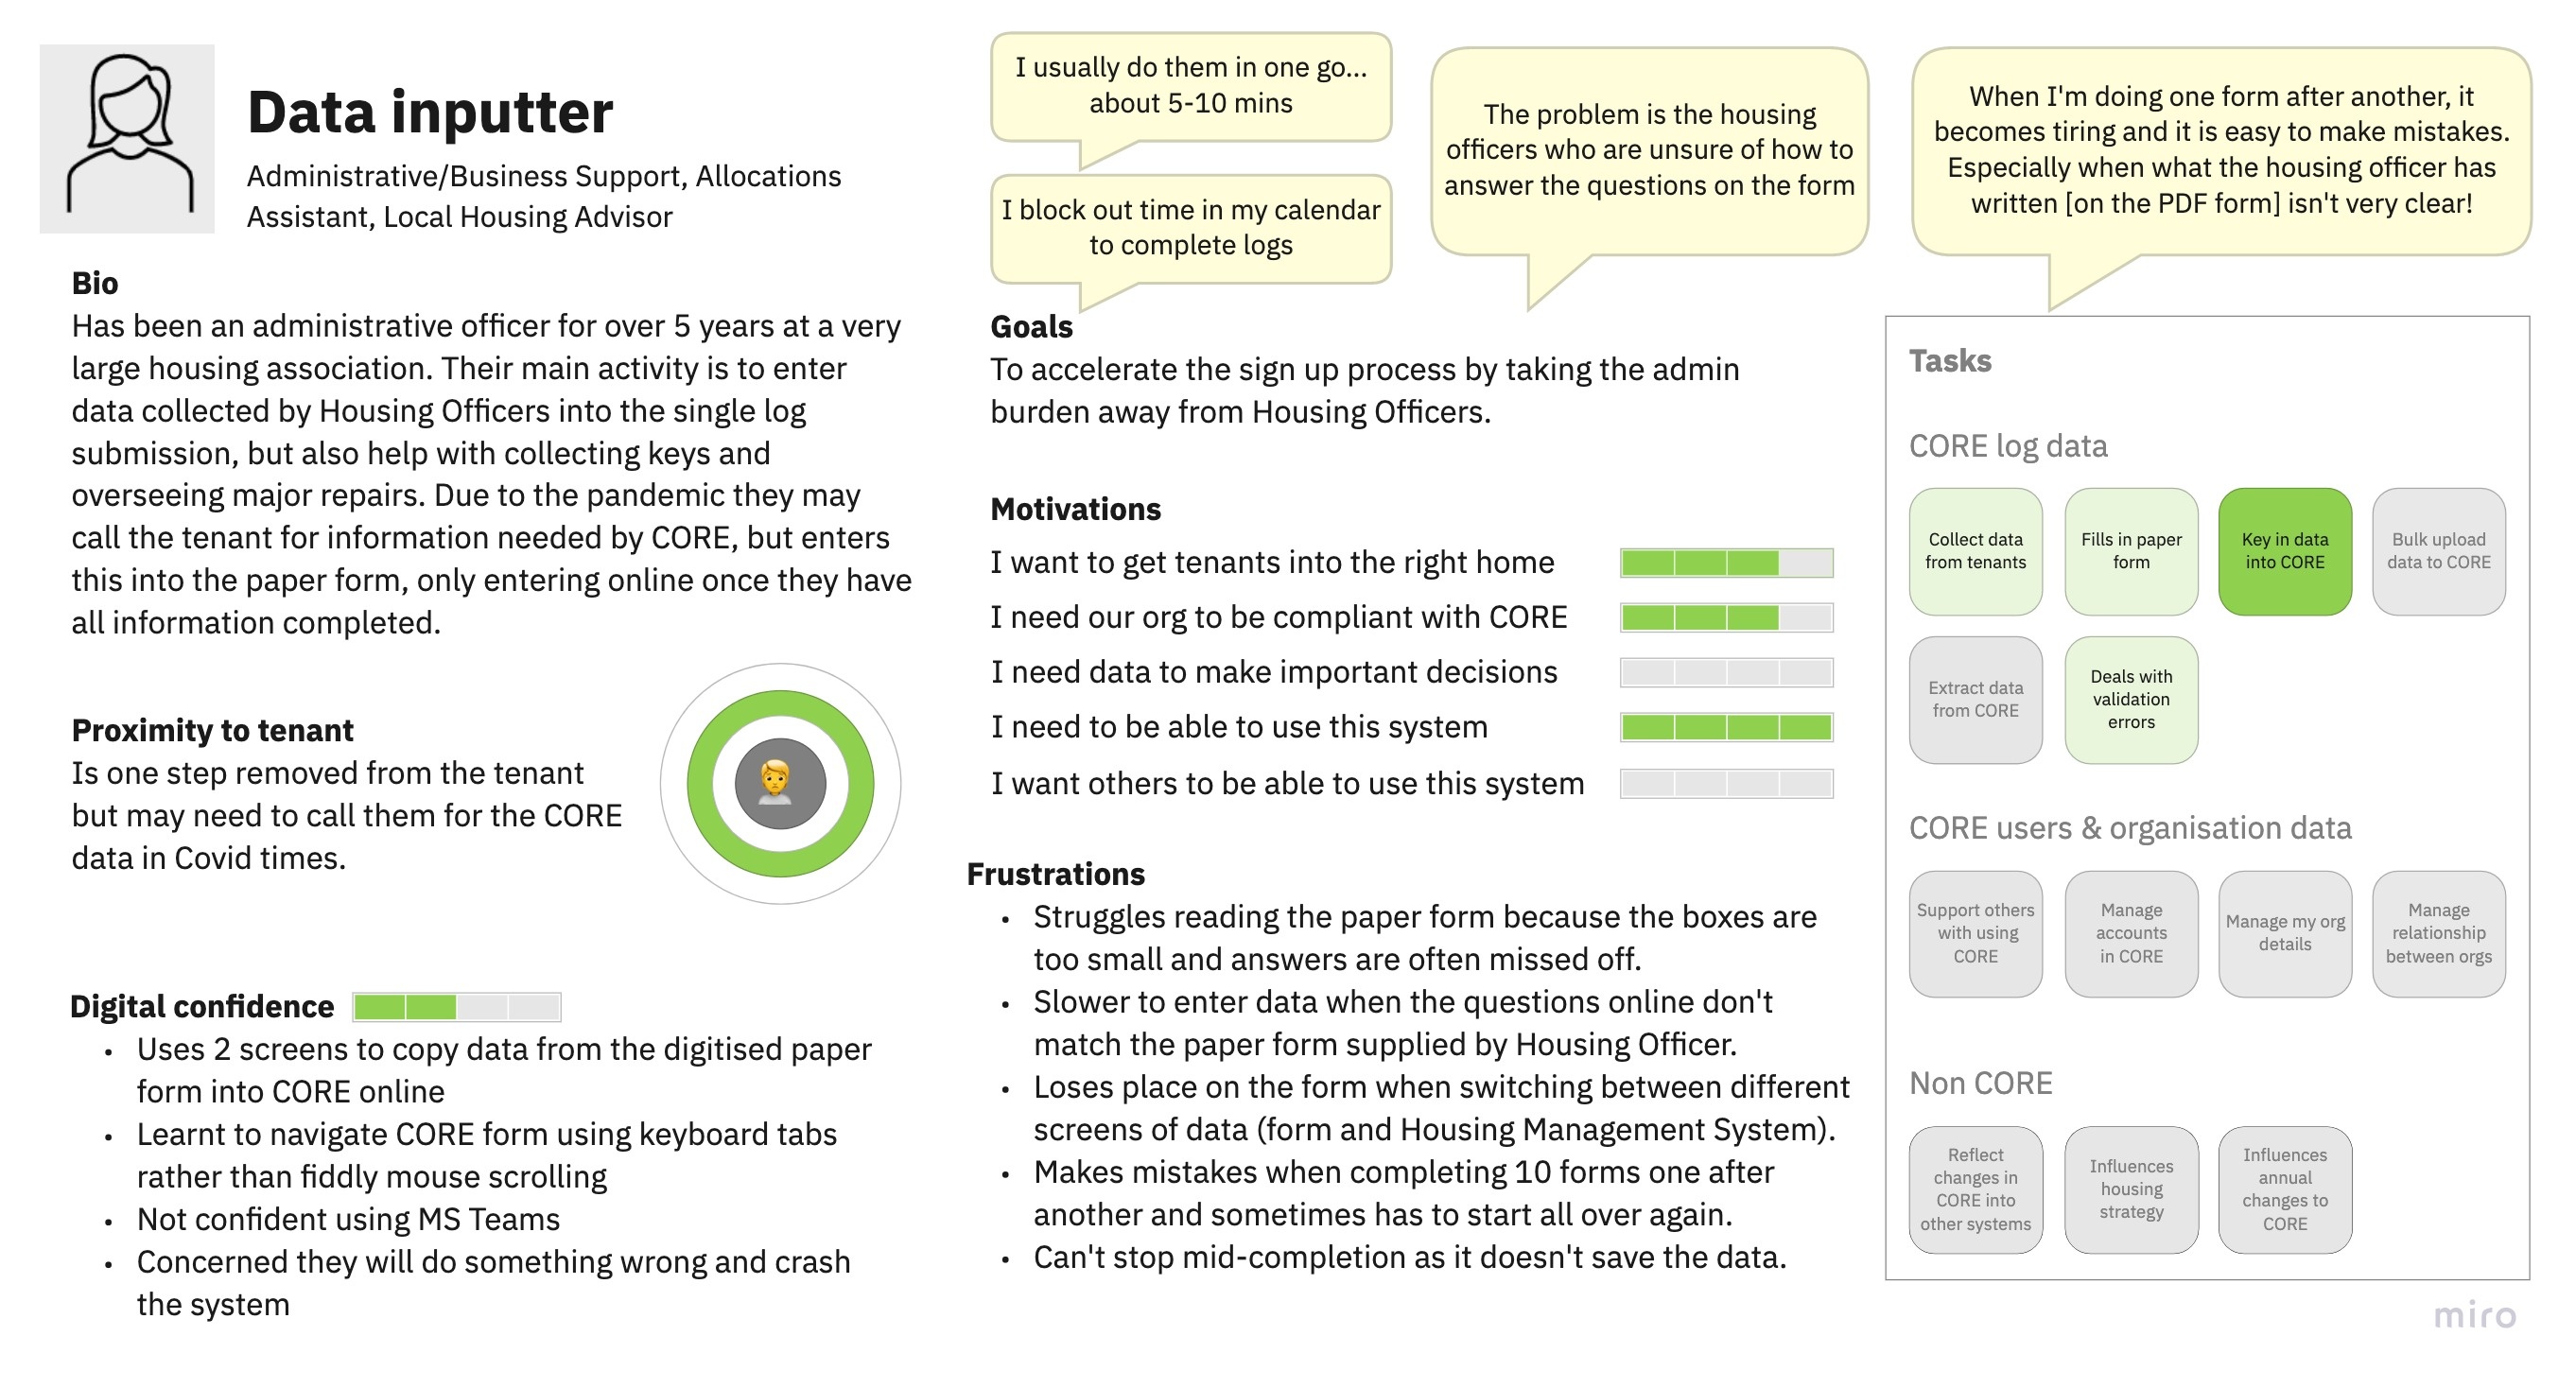 Data inputter
Administrative/Business Support, Allocations
Assistant, Local Housing Advisor
I usually do them in one go...
about 5-10 mins
I block out time in my calendar
to complete logs
The problem is the housing
officers who are unsure of how to
answer the questions on the form
When I'm doing one form after another, it
becomes tiring and it is easy to make mistakes.
Especially when what the housing officer has
written [on the PDF form] isn't very clear!
Bio
Has been an administrative officer for over 5 years at a very
large housing association. Their main activity is to enter
data collected by Housing Officers into the single log
submission, but also help with collecting keys and
overseeing major repairs. Due to the pandemic they may
call the tenant for information needed by CORE, but enters
this into the paper form, only entering online once they have
all information completed.
Proximity to tenant
Is one step removed from the tenant
but may need to call them for the CORE
data in Covid times.
Digital confidence
• Uses 2 screens to copy data from the digitised paper
form into CORE online
• Learnt to navigate CORE form using keyboard tabs
rather than fiddly mouse scrolling
• Not confident using MS Teams
• Concerned they will do something wrong and crash
the system
Goals
To accelerate the sign up process by taking the admin
burden away from Housing Officers.
Motivations
I want to get tenants into the right home
I need our org to be compliant with CORE
I need data to make important decisions
I need to be able to use this system
I want others to be able to use this system
Frustrations
• Struggles reading the paper form because the boxes are
too small and answers are often missed off.
• Slower to enter data when the questions online don't
match the paper form supplied by Housing Officer.
• Loses place on the form when switching between different
screens of data (form and Housing Management System).
• Makes mistakes when completing 10 forms one after
another and sometimes has to start all over again.
• Can't stop mid-completion as it doesn't save the data.
Tasks
CORE log data
Collect data
from tenants
Fills in paper
form
Key in data
into CORE
Bulk upload
data to CORE
Extract data
from CORE
Deals with
validation
errors
CORE users & organisation data
Support others
with using
CORE
Manage
accounts
in CORE
Manage my org
details
Manage
relationship
between orgs
Non CORE
Reflect
changes in
CORE into
other systems
Influences
housing
strategy
Influences
annual
changes to
CORE
miro